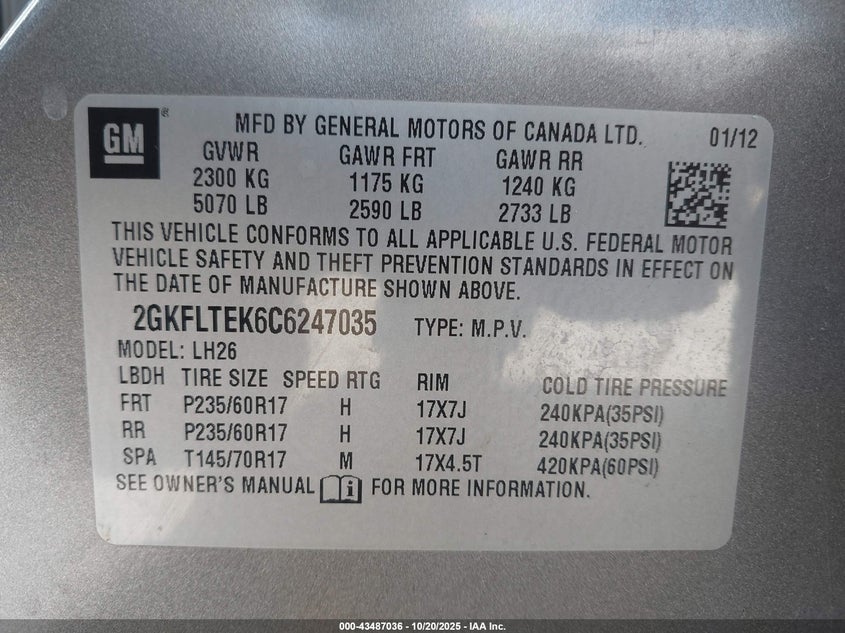 GM ®
MFD BY GENERAL MOTORS OF CANADA LTD. 01/12
GVWR GAWR FRT GAWR RR
2300 KG 1175 KG 1240 KG
5070 LB 2590 LB 2733 LB
THIS VEHICLE CONFORMS TO ALL APPLICABLE U.S. FEDERAL MOTOR
VEHICLE SAFETY AND THEFT PREVENTION STANDARDS IN EFFECT ON
THE DATE OF MANUFACTURE SHOWN ABOVE.
2GKFLTEK6C6247035 TYPE: M.P.V.
MODEL: LH26
LBDH TIRE SIZE SPEED RTG RIM COLD TIRE PRESSURE
FRT P235/60R17 H 17X7J 240KPA(35PSI)
RR P235/60R17 H 17X7J 240KPA(35PSI)
SPA T145/70R17 M 17X4.5T 420KPA(60PSI)
SEE OWNER'S MANUAL i FOR MORE INFORMATION.
000-43487036 - 10/20/2025 - IAA Inc.